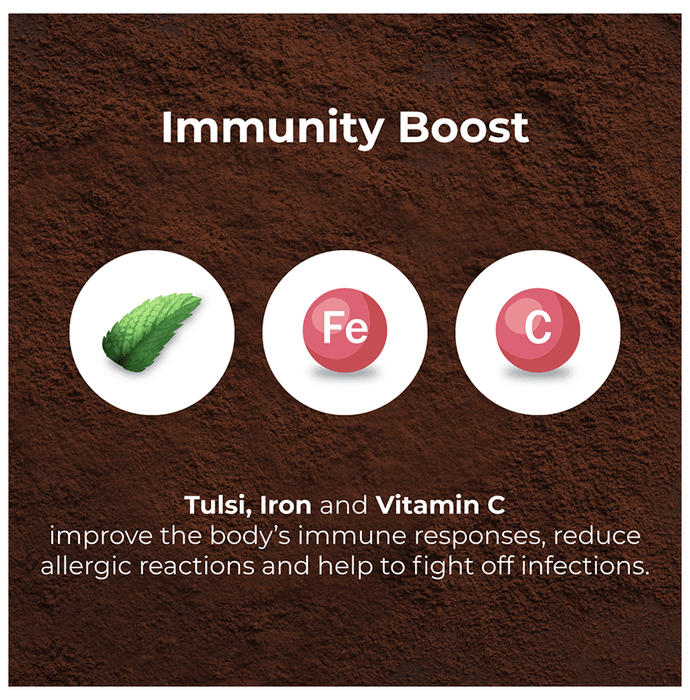 Immunity Boost
Fe
C
Tulsi, Iron and Vitamin C
improve the body's immune responses, reduce
allergic reactions and help to fight off infections.